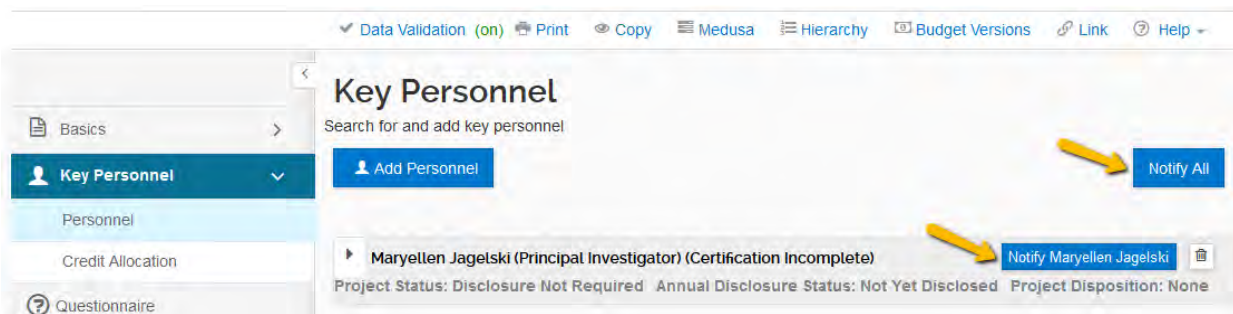 Data Validation (on) Print Copy Medusa Hierarchy Budget Versions Link Help
Key Personnel
Search for and add key personnel
Basics
Add Personnel
Notify All
Key Personnel
Personnel
Credit Allocation
Questionnaire
Maryellen Jagelski (Principal Investigator) (Certification Incomplete)
Notify Maryellen Jagelski
Project Status: Disclosure Not Required Annual Disclosure Status: Not Yet Disclosed Project Disposition: None